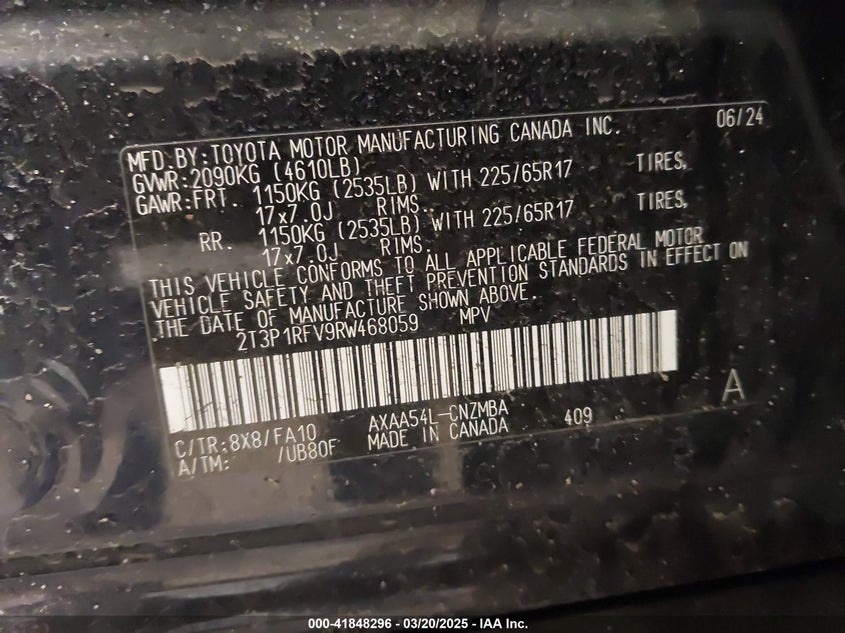 MFD.BY:TOYOTA MOTOR MANUFACTURING CANADA INC. 06/24
GVWR:2090KG (4610LB)
GAWR:FRT. 1150KG (2535LB) WITH 225/65R17 TIRES,
17x7.0J RIMS.
RR. 1150KG (2535LB) WITH 225/65R17 TIRES,
17x7.0J RIMS.
THIS VEHICLE CONFORMS TO ALL APPLICABLE FEDERAL MOTOR
VEHICLE SAFETY AND THEFT PREVENTION STANDARDS IN EFFECT ON
THE DATE OF MANUFACTURE SHOWN ABOVE.
2T3P1RFV9RW468059 MPV
A
C/TR:8X8/FA10 AXAA54L-CNZMBA 409
A/TM: /UB80F MADE IN CANADA
000-41848296 — 03/20/2025 — IAA Inc.